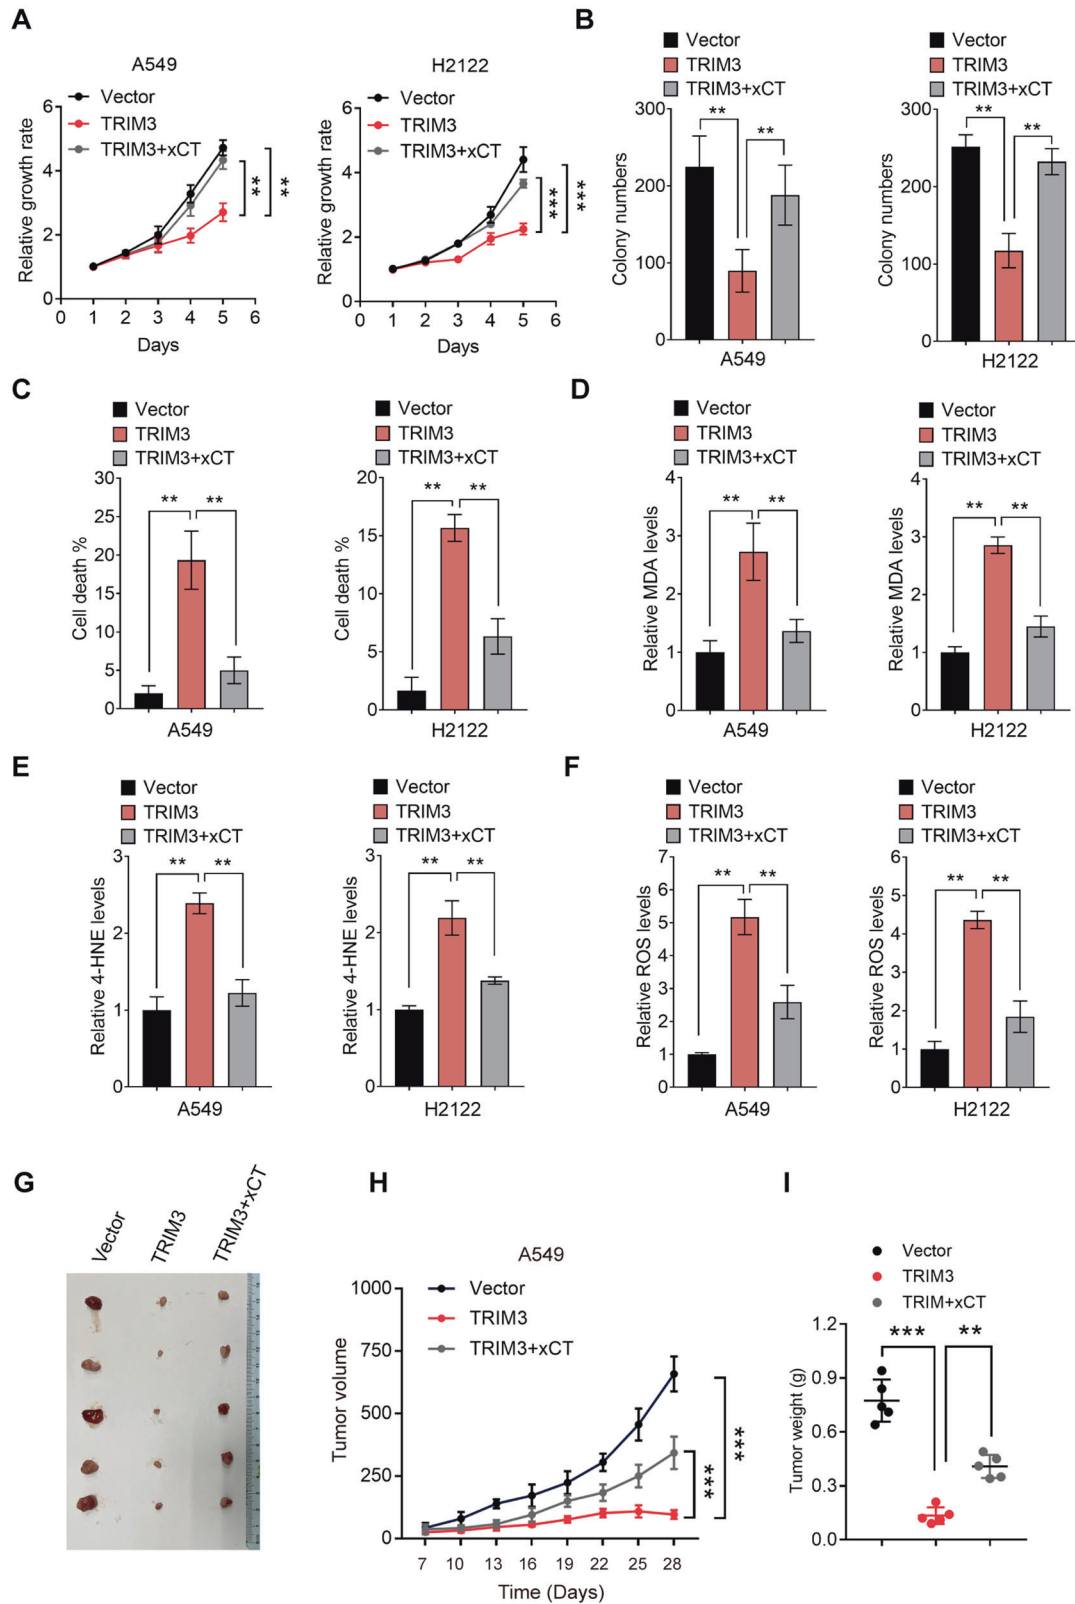 A
A549
Vector
TRIM3
TRIM3+xCT
Relative growth rate
6
4
2
0
0 1 2 3 4 5 6
Days
**
**
H2122
Vector
TRIM3
TRIM3+xCT
Relative growth rate
6
4
2
0
0 1 2 3 4 5 6
Days
***
***
B
Vector
TRIM3
TRIM3+xCT
Colony numbers
300
200
100
0
** **
A549
Vector
TRIM3
TRIM3+xCT
Colony numbers
300
200
100
0
** **
H2122
C
Vector
TRIM3
TRIM3+xCT
Cell death %
30
25
20
15
10
5
0
** **
A549
Vector
TRIM3
TRIM3+xCT
Cell death %
20
15
10
5
0
** **
H2122
D
Vector
TRIM3
TRIM3+xCT
Relative MDA levels
4
3
2
1
0
** **
A549
Vector
TRIM3
TRIM3+xCT
Relative MDA levels
4
3
2
1
0
** **
H2122
E
Vector
TRIM3
TRIM3+xCT
Relative 4-HNE levels
3
2
1
0
** **
A549
Vector
TRIM3
TRIM3+xCT
Relative 4-HNE levels
3
2
1
0
** **
H2122
F
Vector
TRIM3
TRIM3+xCT
Relative ROS levels
7
6
5
4
3
2
1
0
** **
A549
Vector
TRIM3
TRIM3+xCT
Relative ROS levels
6
5
4
3
2
1
0
** **
H2122
G
Vector
TRIM3
TRIM3+xCT
H
A549
Vector
TRIM3
TRIM3+xCT
Tumor volume
1000
750
500
250
0
7 10 13 16 19 22 25 28
Time (Days)
***
***
I
Vector
TRIM3
TRIM+xCT
Tumor weight (g)
1.2
0.9
0.6
0.3
0.0
*** **